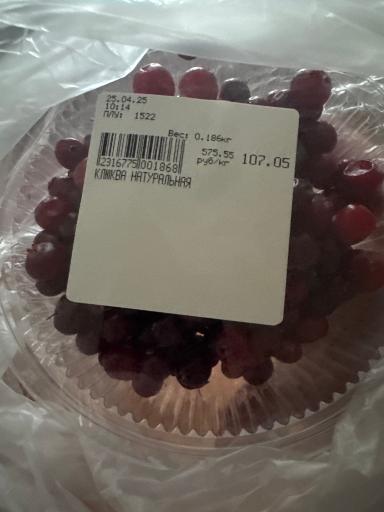 25.04.25
10:14
ПЛУ: 1522
Вес: 0.186кг
575.55 107.05
руб/кг
2316775001868
КЛЮКВА НАТУРАЛЬНАЯ